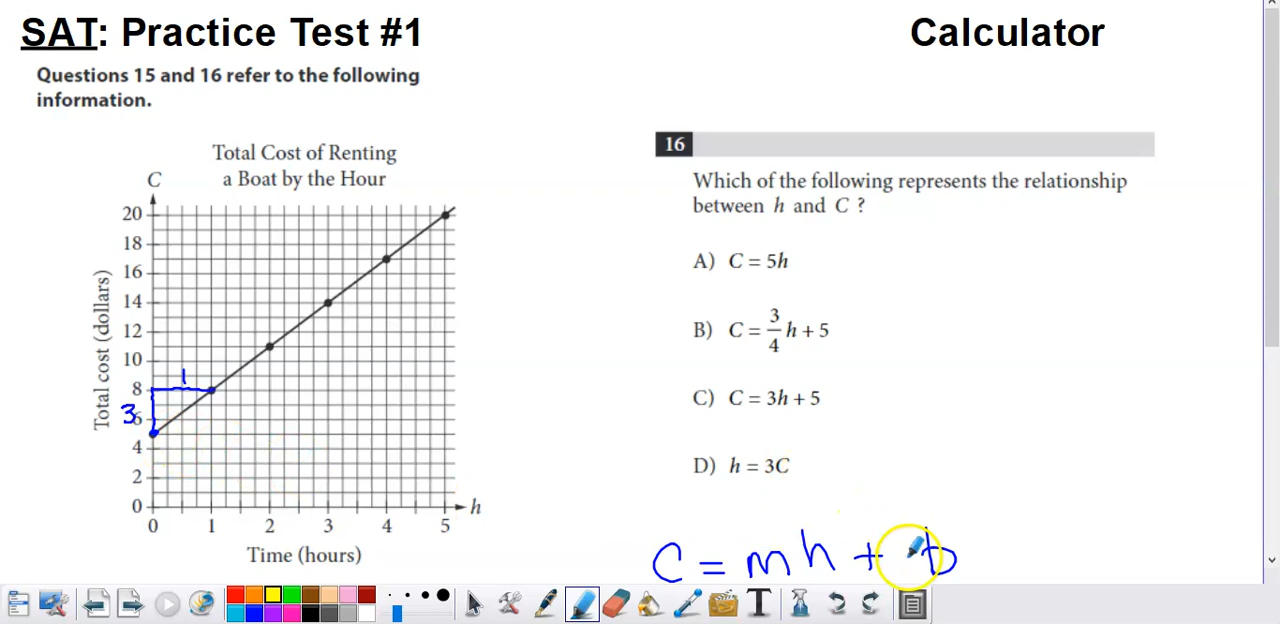 SAT: Practice Test #1
Calculator
Questions 15 and 16 refer to the following
information.
Total Cost of Renting
a Boat by the Hour
C
20
18
16
14
12
10
8
6
4
2
0
Total cost (dollars)
1
3
0 1 2 3 4 5
h
Time (hours)
16
Which of the following represents the relationship
between h and C ?
A) C = 5h
B) C = 3/4 h + 5
C) C = 3h + 5
D) h = 3C
C = mh + b
T